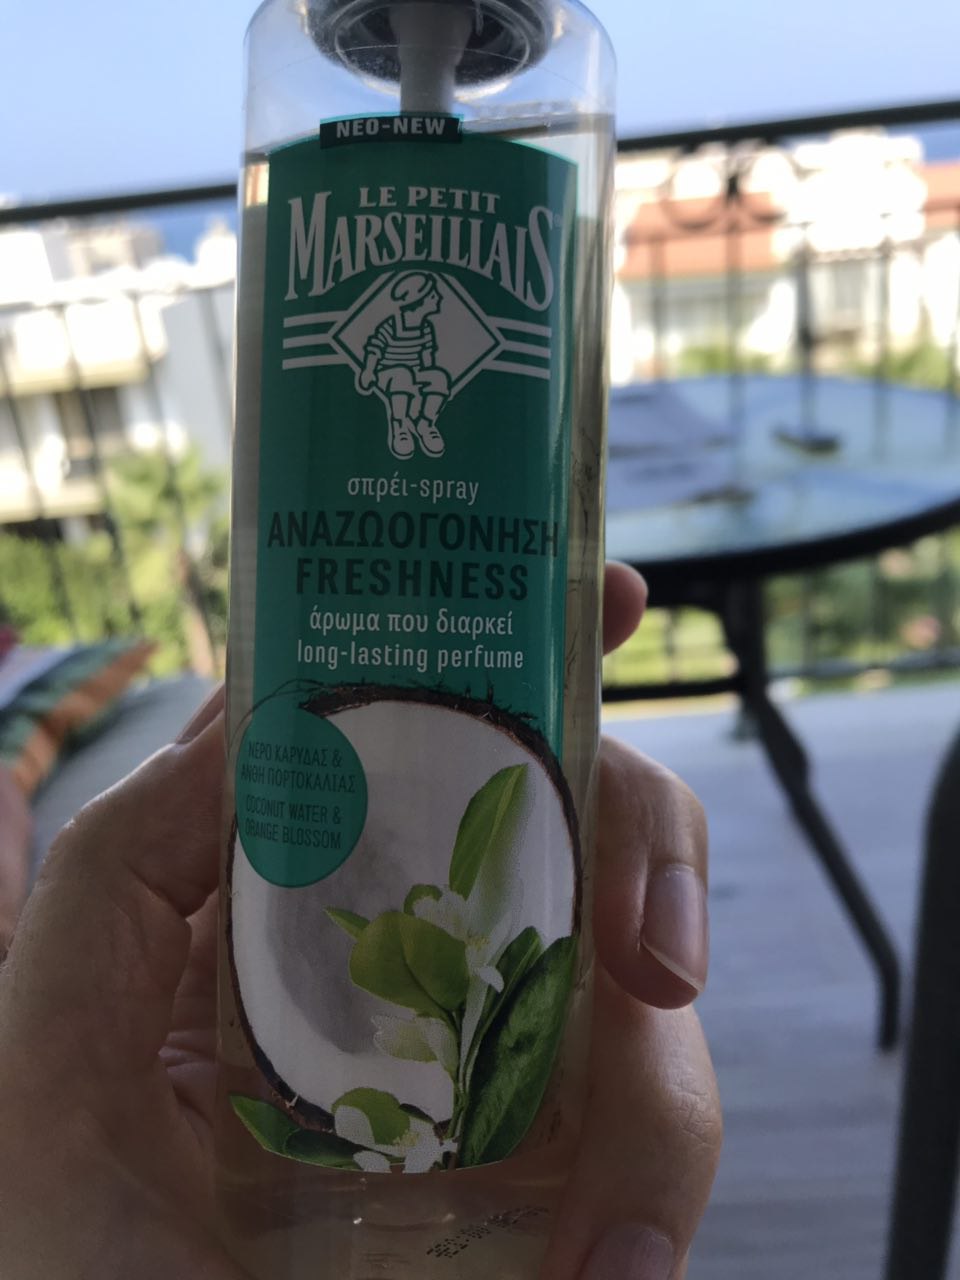 NEO-NEW
LE PETIT
MARSEILLAIS
σπρέι-spray
ΑΝΑΖΩΟΓΟΝΗΣΗ
FRESHNESS
άρωμα που διαρκεί
long-lasting perfume
ΝΕΡΟ ΚΑΡΥΔΑΣ &
ΑΝΘΗ ΠΟΡΤΟΚΑΛΙΑΣ
COCONUT WATER &
ORANGE BLOSSOM